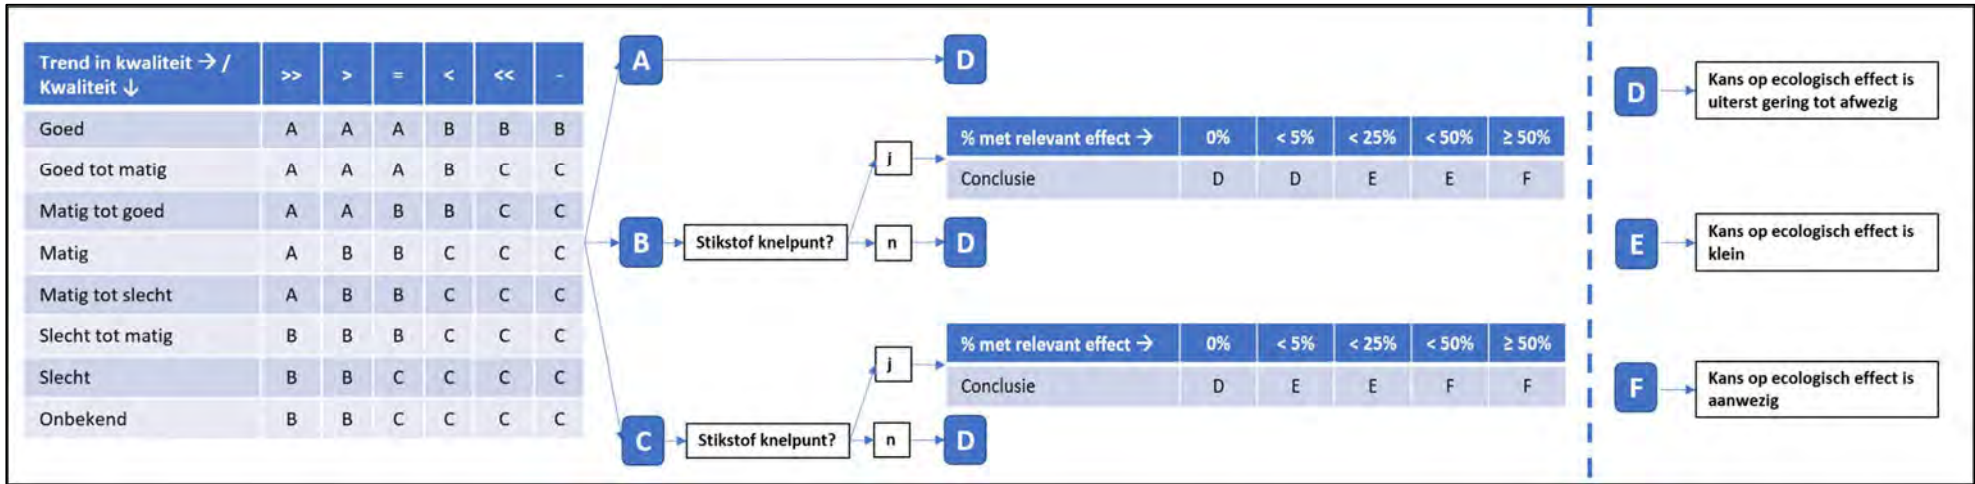 Trend in kwaliteit → / >> > = < << -
Kwaliteit ↓
Goed A A A B B B
Goed tot matig A A A B C C
Matig tot goed A A B B C C
Matig A B B C C C
Matig tot slecht A B B C C C
Slecht tot matig B B B C C C
Slecht B B C C C C
Onbekend B B C C C C
A
D
B
Stikstof knelpunt?
j
% met relevant effect → 0% < 5% < 25% < 50% ≥ 50%
Conclusie D D E E F
n
D
C
Stikstof knelpunt?
j
% met relevant effect → 0% < 5% < 25% < 50% ≥ 50%
Conclusie D E E F F
n
D
D
Kans op ecologisch effect is
uiterst gering tot afwezig
E
Kans op ecologisch effect is
klein
F
Kans op ecologisch effect is
aanwezig